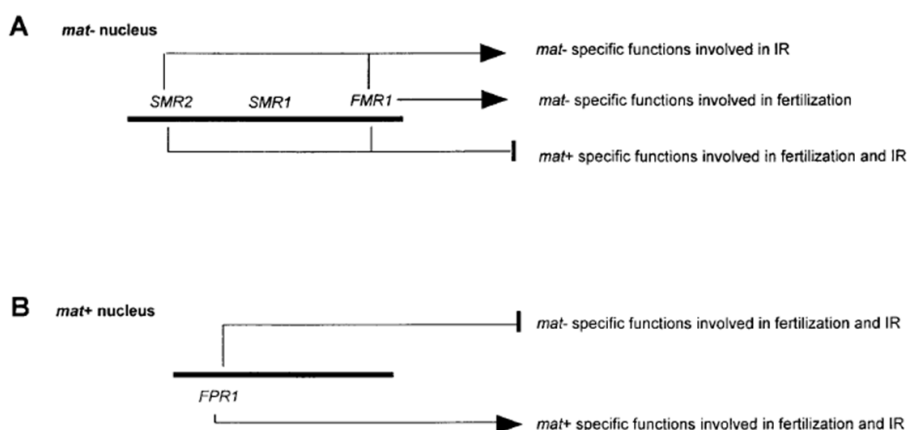 A
mat- nucleus
mat- specific functions involved in IR
SMR2 SMR1 FMR1
mat- specific functions involved in fertilization
mat+ specific functions involved in fertilization and IR
B
mat+ nucleus
mat- specific functions involved in fertilization and IR
FPR1
mat+ specific functions involved in fertilization and IR